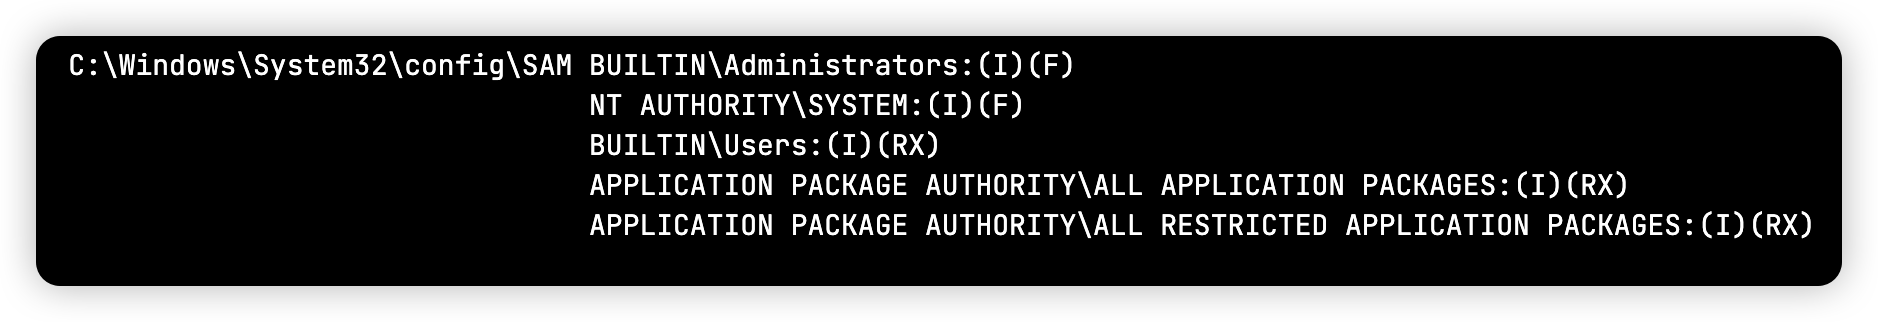 C:\Windows\System32\config\SAM BUILTIN\Administrators:(I)(F)
NT AUTHORITY\SYSTEM:(I)(F)
BUILTIN\Users:(I)(RX)
APPLICATION PACKAGE AUTHORITY\ALL APPLICATION PACKAGES:(I)(RX)
APPLICATION PACKAGE AUTHORITY\ALL RESTRICTED APPLICATION PACKAGES:(I)(RX)